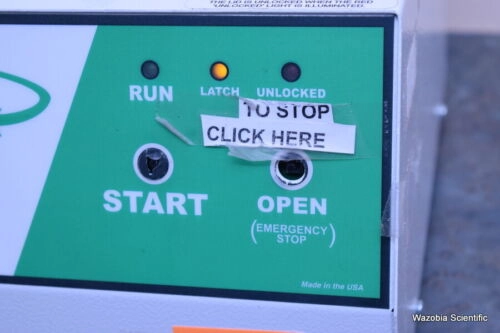 THE LID IS UNLOCKED WHEN THE RED
'UNLOCKED' LIGHT IS ILLUMINATED.
RUN
LATCH
UNLOCKED
TO STOP
CLICK HERE
START
OPEN
(EMERGENCY
STOP)
Made in the USA
Wazobia Scientific